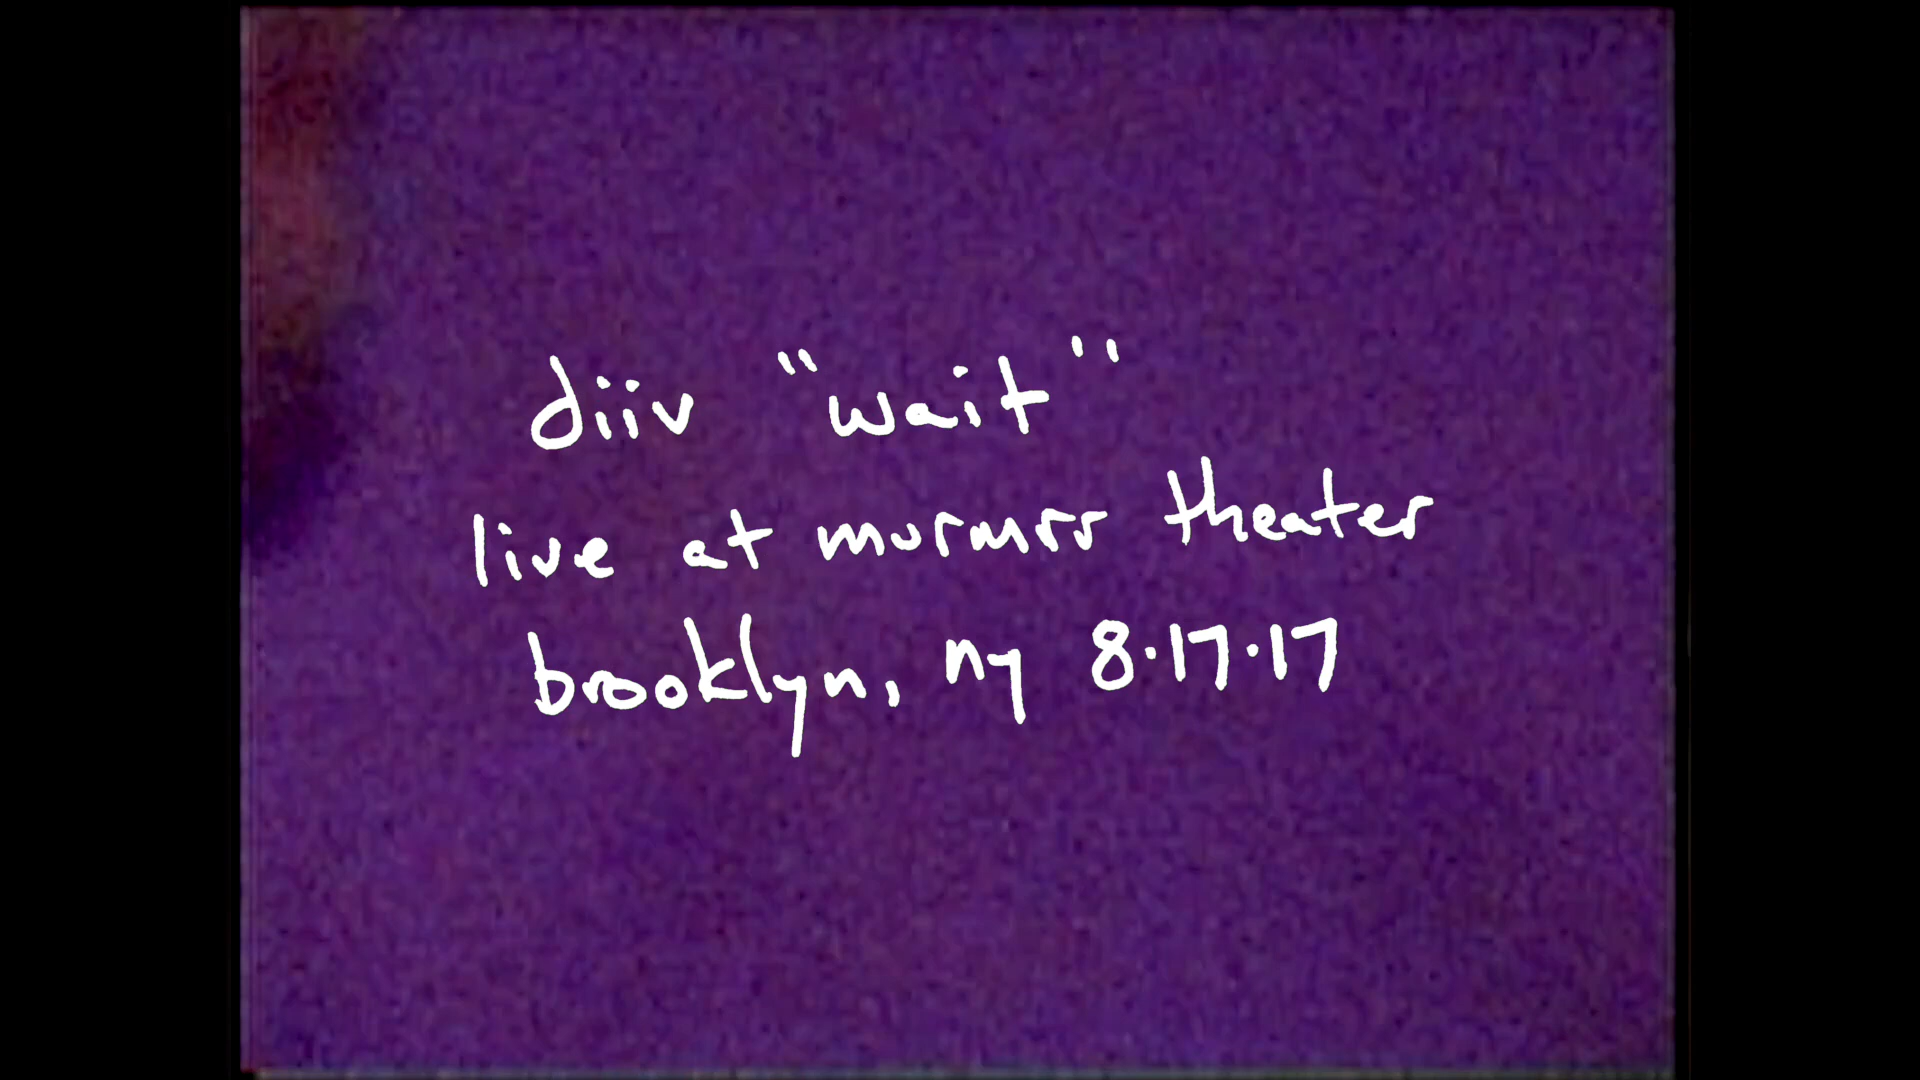 diiv "wait"
live at murmrr theater
brooklyn, ny 8·17·17